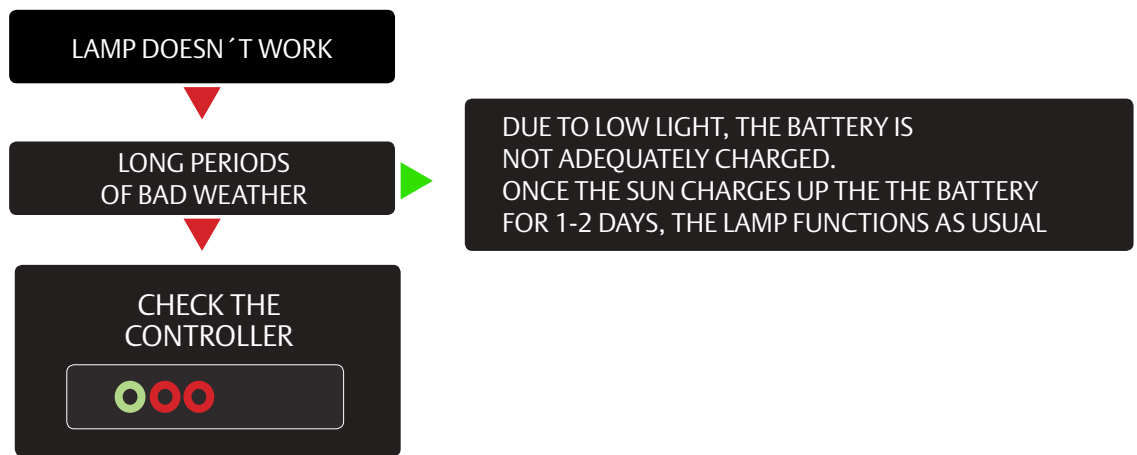 LAMP DOESN´T WORK
LONG PERIODS
OF BAD WEATHER
DUE TO LOW LIGHT, THE BATTERY IS
NOT ADEQUATELY CHARGED.
ONCE THE SUN CHARGES UP THE THE BATTERY
FOR 1-2 DAYS, THE LAMP FUNCTIONS AS USUAL
CHECK THE
CONTROLLER